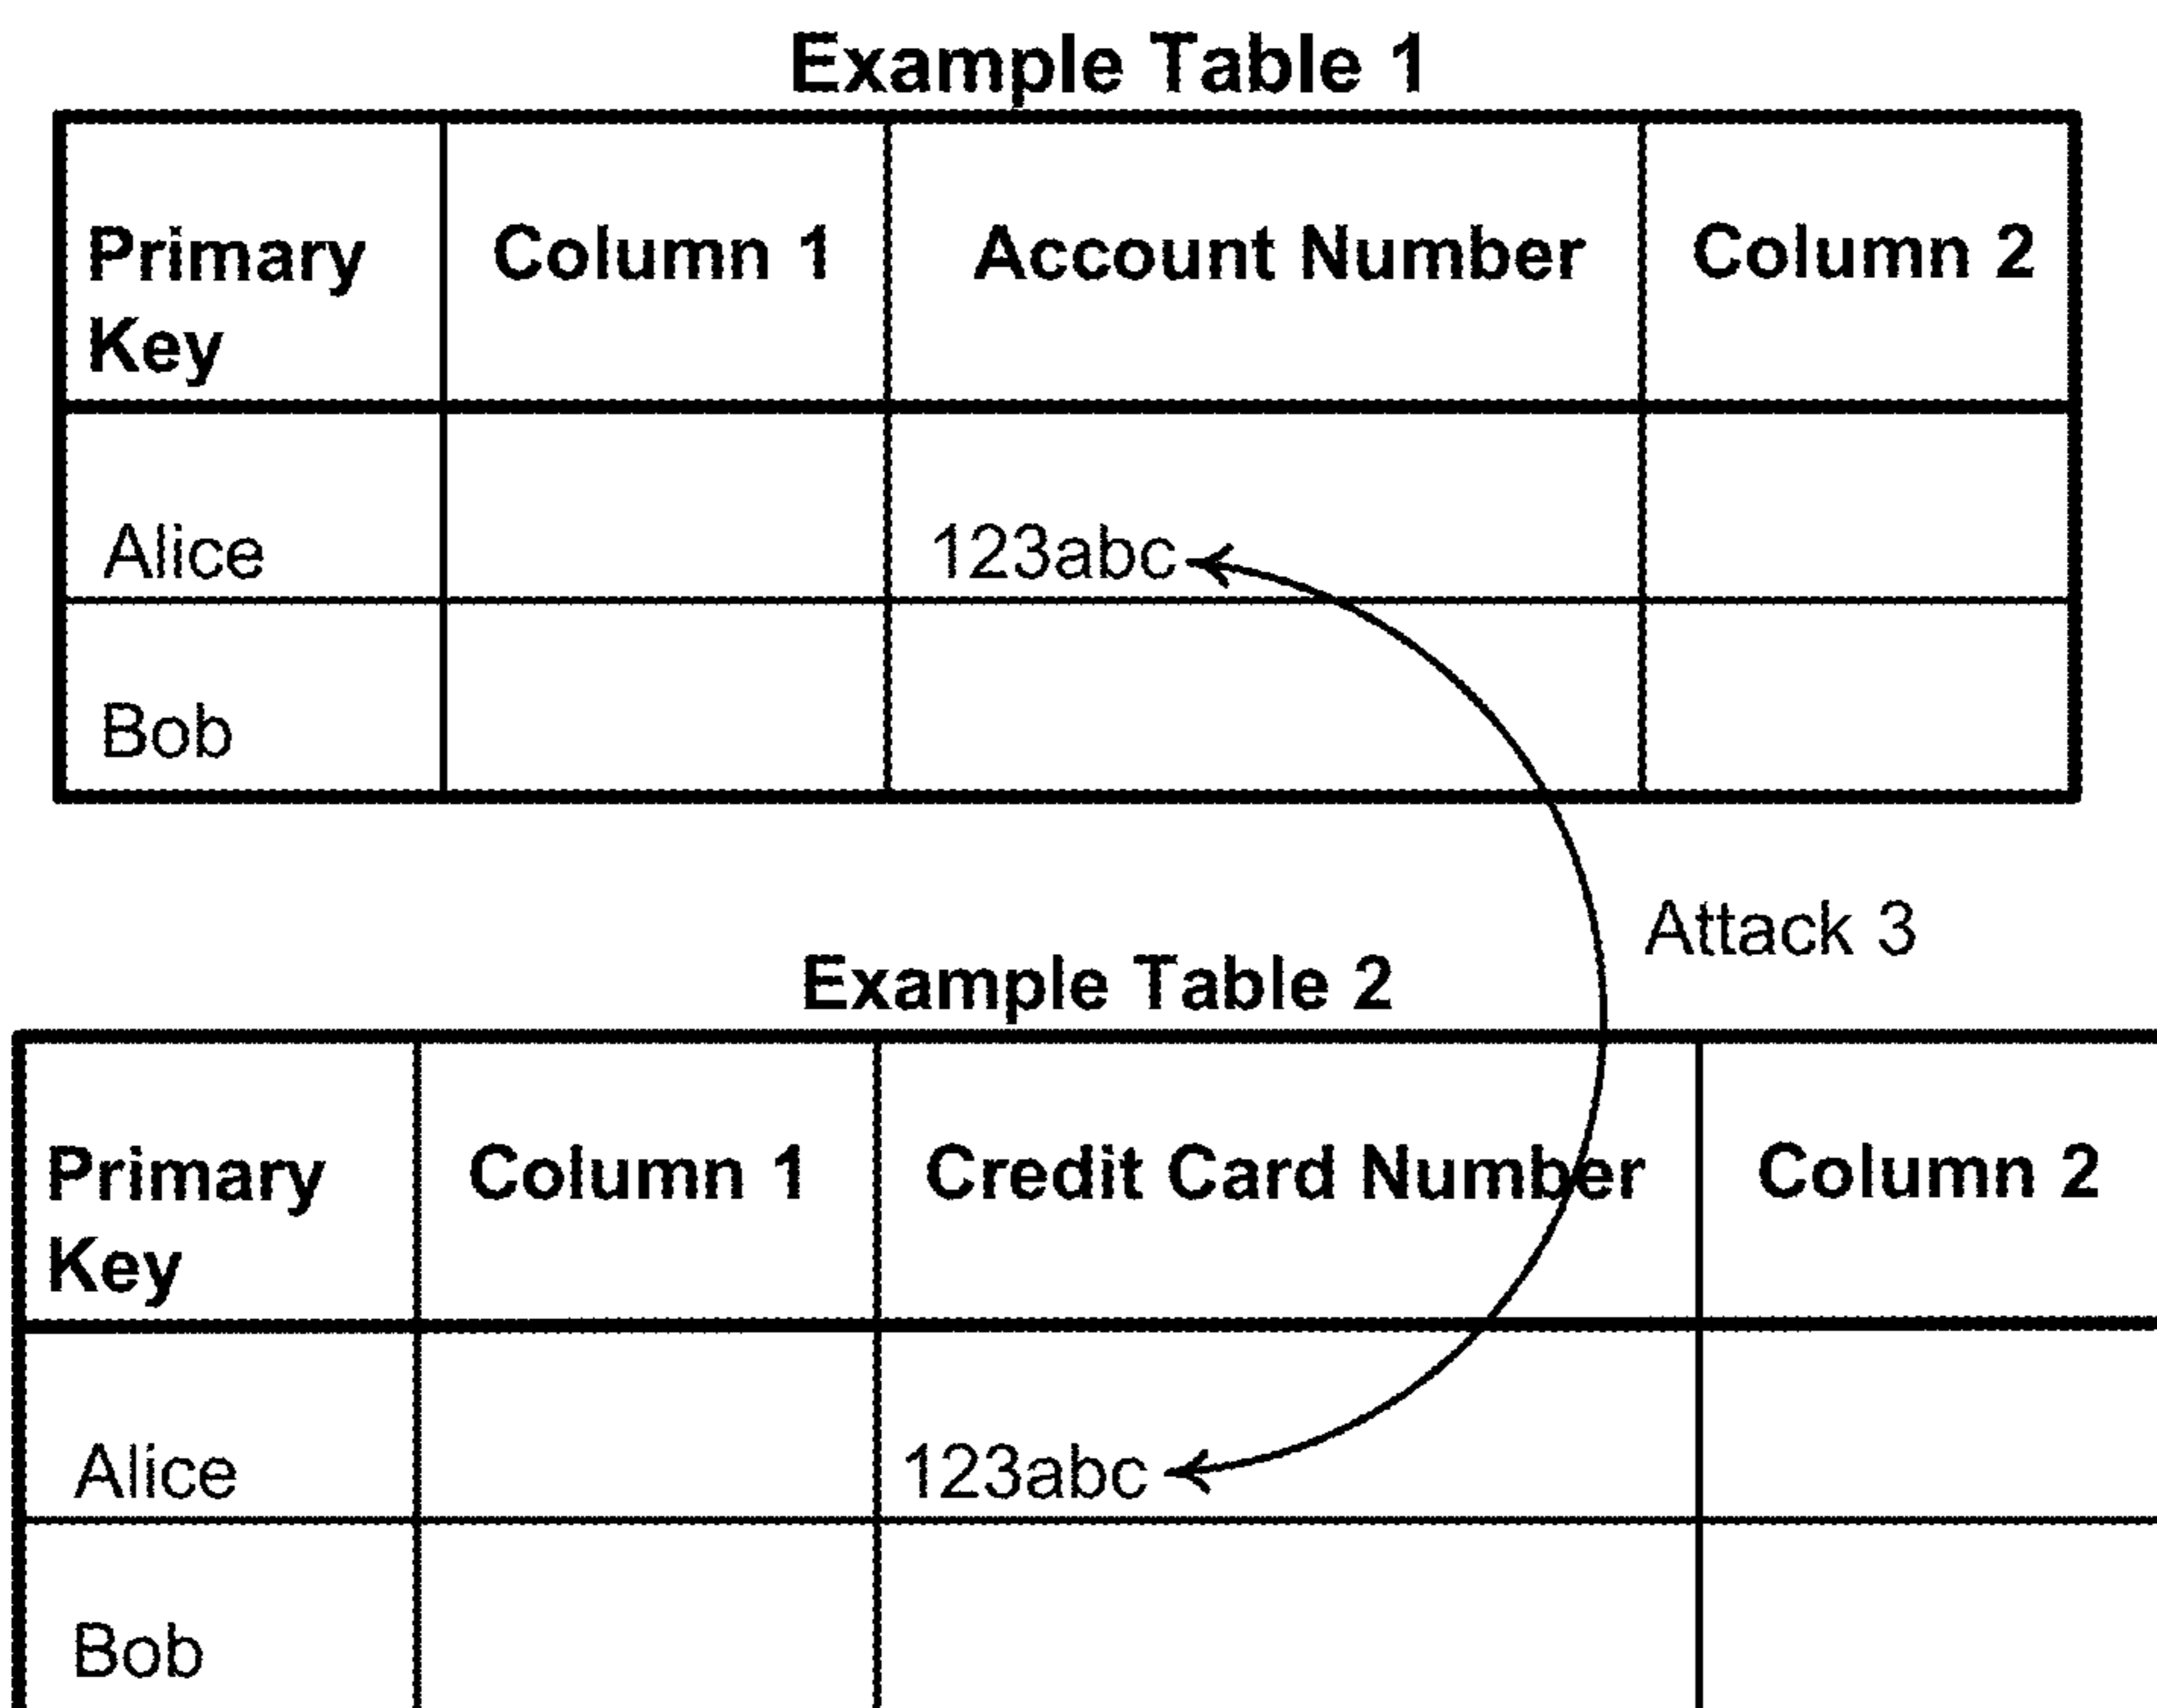 Example Table 1
Primary Key Column 1 Account Number Column 2
Alice 123abc
Bob
Attack 3
Example Table 2
Primary Key Column 1 Credit Card Number Column 2
Alice 123abc
Bob